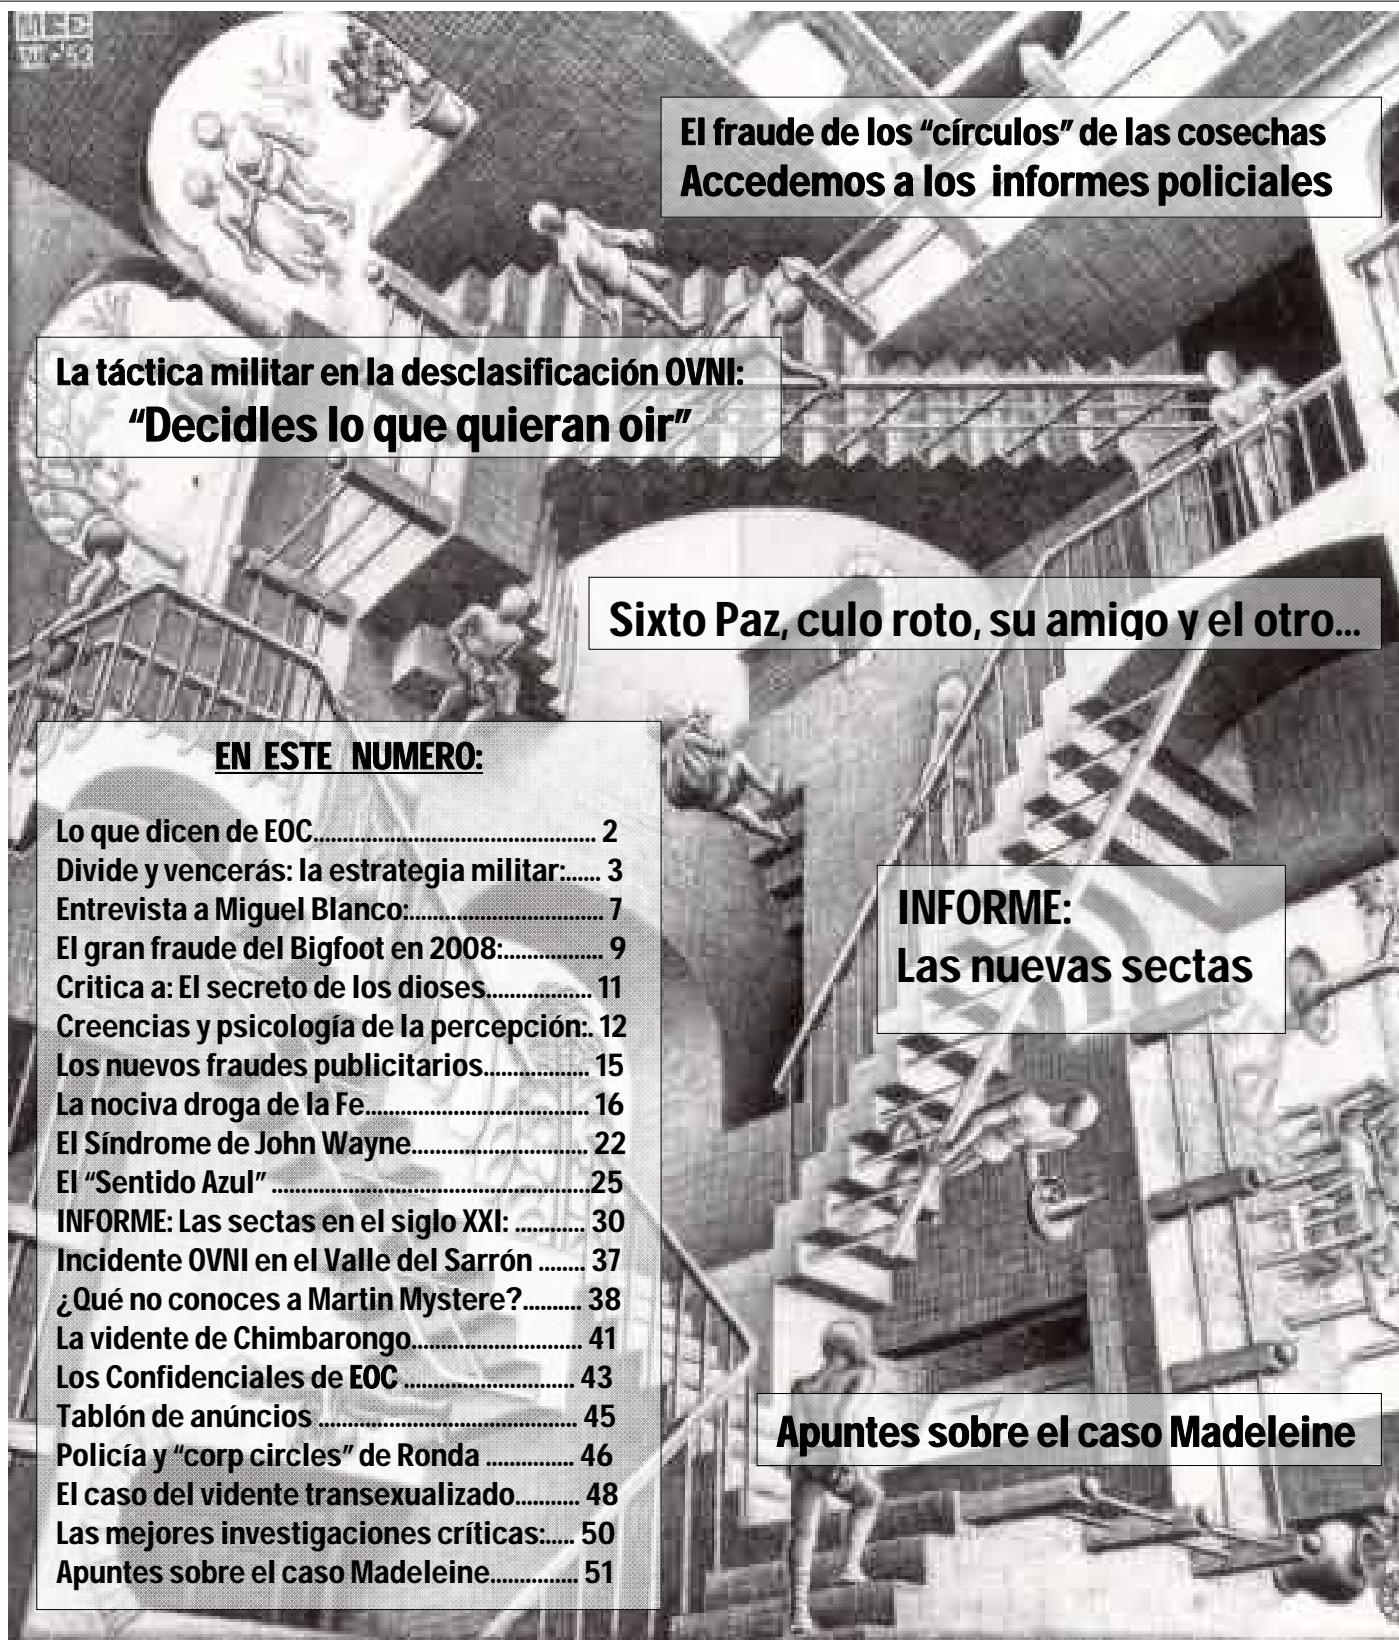 El fraude de los “círculos” de las cosechas
Accedemos a los informes policiales
La táctica militar en la desclasificación OVNI:
“Decidles lo que quieran oir”
Sixto Paz, culo roto, su amigo y el otro...
EN ESTE NUMERO:
Lo que dicen de EOC.............................................. 2
Divide y vencerás: la estrategia militar:...... 3
Entrevista a Miguel Blanco:................................ 7
El gran fraude del Bigfoot en 2008:................. 9
Critica a: El secreto de los dioses.................. 11
Creencias y psicología de la percepción:. 12
Los nuevos fraudes publicitarios.................. 15
La nociva droga de la Fe..................................... 16
El Síndrome de John Wayne............................. 22
El “Sentido Azul” ....................................................25
INFORME: Las sectas en el siglo XXI: ............ 30
Incidente OVNI en el Valle del Sarrón ........ 37
¿Qué no conoces a Martin Mystere?.......... 38
La vidente de Chimbarongo............................ 41
Los Confidenciales de EOC ............................ 43
Tablón de anúncios .......................................... 45
Policía y “corp circles” de Ronda ............... 46
El caso del vidente transexualizado........... 48
Las mejores investigaciones críticas:..... 50
Apuntes sobre el caso Madeleine............... 51
INFORME:
Las nuevas sectas
Apuntes sobre el caso Madeleine